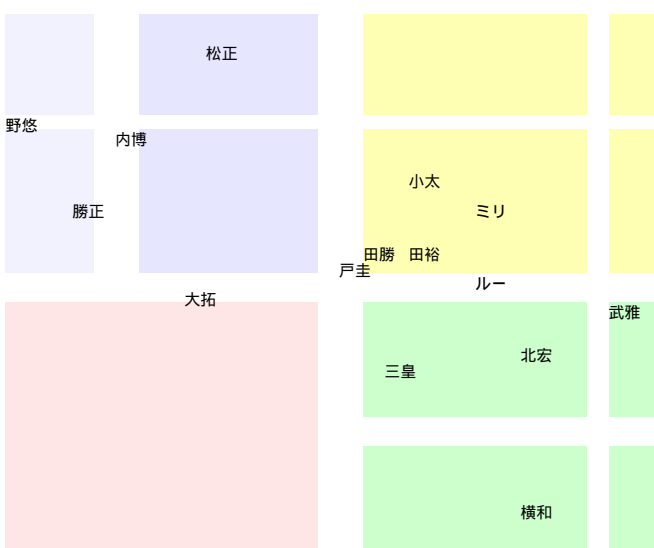 松正
野悠
内博
小太
勝正
ミリ
田勝
田裕
戸圭
ルー
大拓
武雅
北宏
三皇
横和